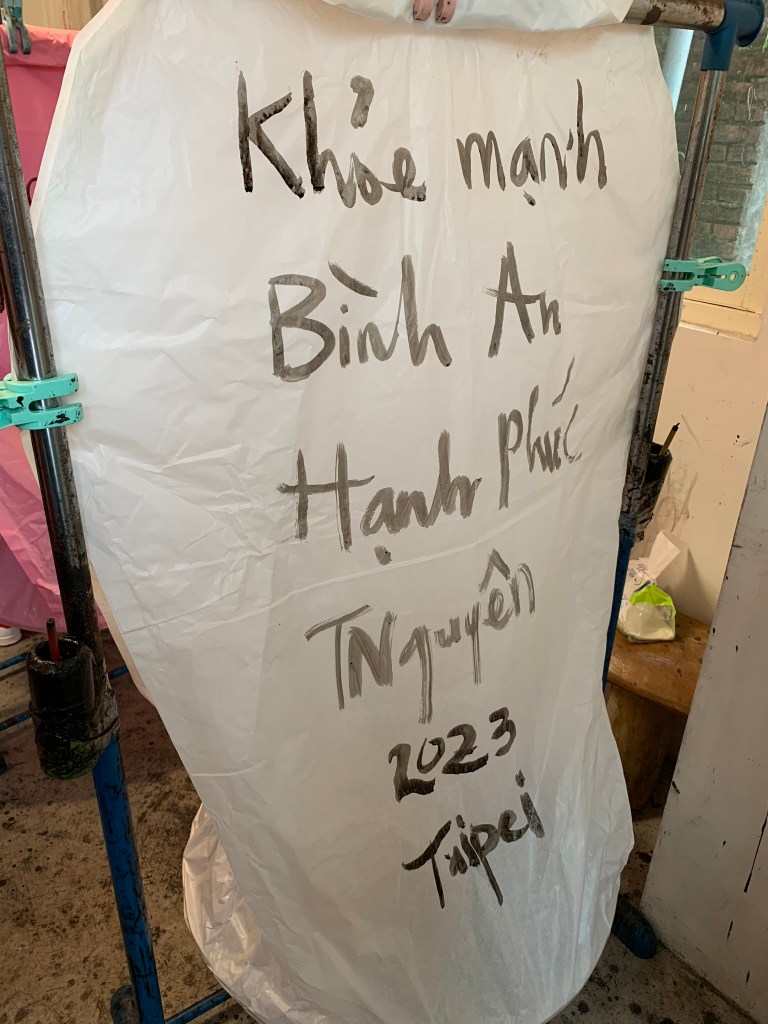 Khỏe mạnh
Bình An
Hạnh Phúc
TNguyên
2023
Taipei